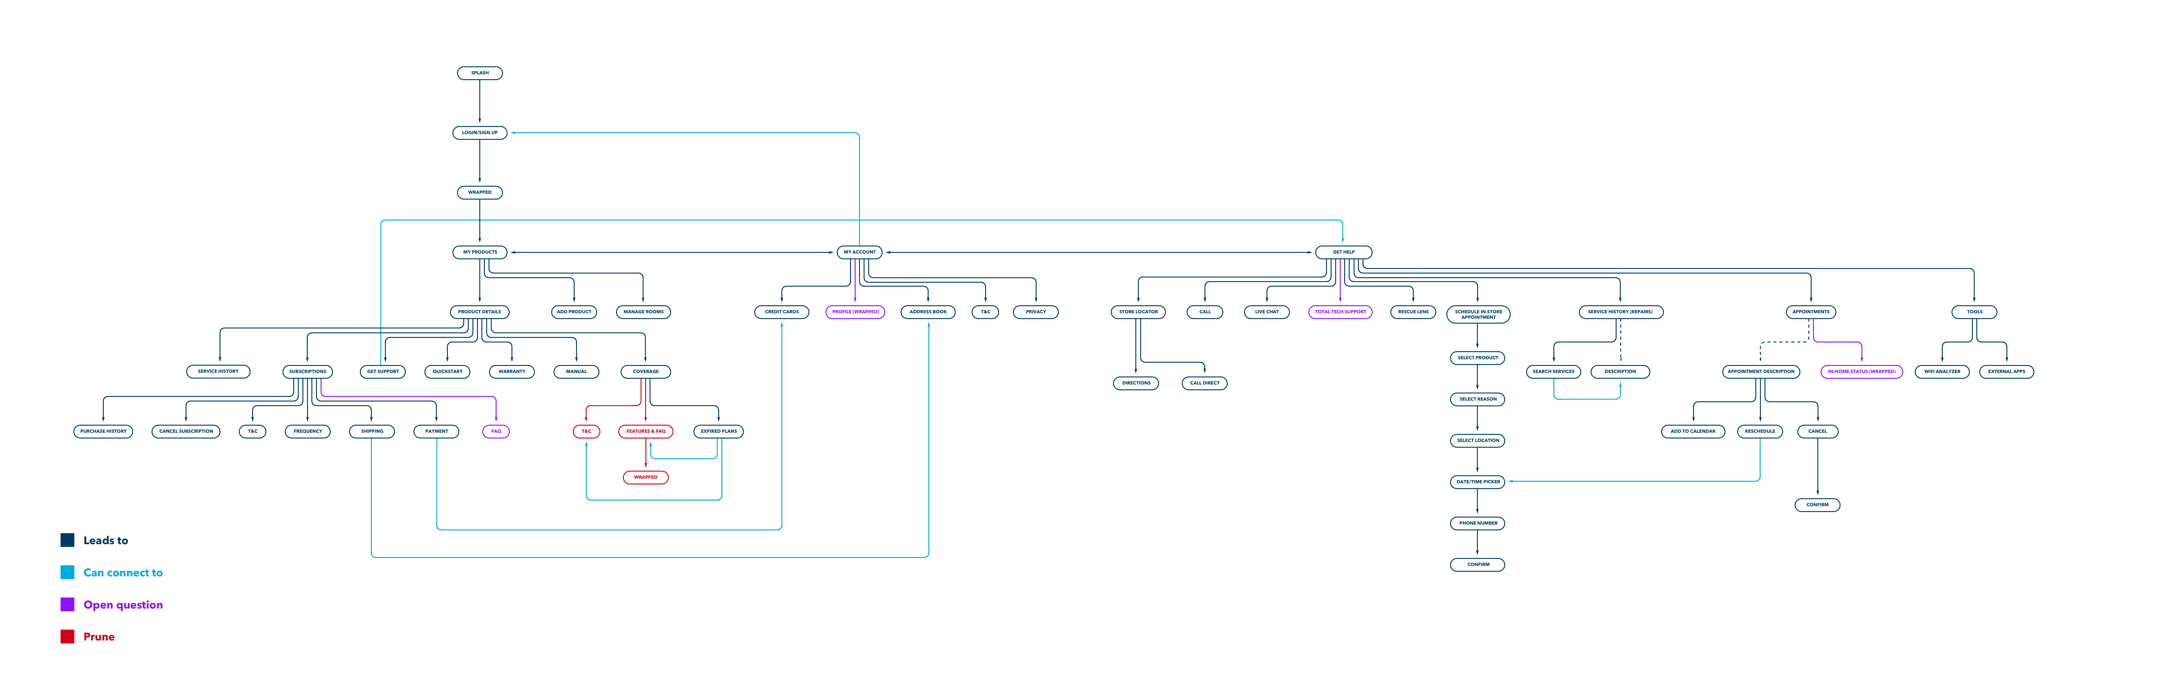 SPLASH
LOGIN/SIGN UP
WRAPPED
MY PRODUCTS
MY ACCOUNT
GET HELP
PRODUCT DETAILS
ADD PRODUCT
MANAGE ROOMS
CREDIT CARDS
PROFILE (WRAPPED)
ADDRESS BOOK
T&C
PRIVACY
STORE LOCATOR
CALL
LIVE CHAT
TOTAL TECH SUPPORT
RESCUE LENS
SCHEDULE IN-STORE
APPOINTMENT
SERVICE HISTORY (REPAIRS)
APPOINTMENTS
TOOLS
SELECT PRODUCT
SERVICE HISTORY
SUBSCRIPTIONS
GET SUPPORT
QUICKSTART
WARRANTY
MANUAL
COVERAGE
DIRECTIONS
CALL DIRECT
SEARCH SERVICES
DESCRIPTION
APPOINTMENT DESCRIPTION
IN-HOME STATUS (WRAPPED)
WIFI ANALYZER
EXTERNAL APPS
SELECT REASON
PURCHASE HISTORY
CANCEL SUBSCRIPTION
T&C
FREQUENCY
SHIPPING
PAYMENT
FAQ
T&C
FEATURES & FAQ
EXPIRED PLANS
ADD TO CALENDAR
RESCHEDULE
CANCEL
SELECT LOCATION
WRAPPED
DATE/TIME PICKER
CONFIRM
PHONE NUMBER
CONFIRM
Leads to
Can connect to
Open question
Prune